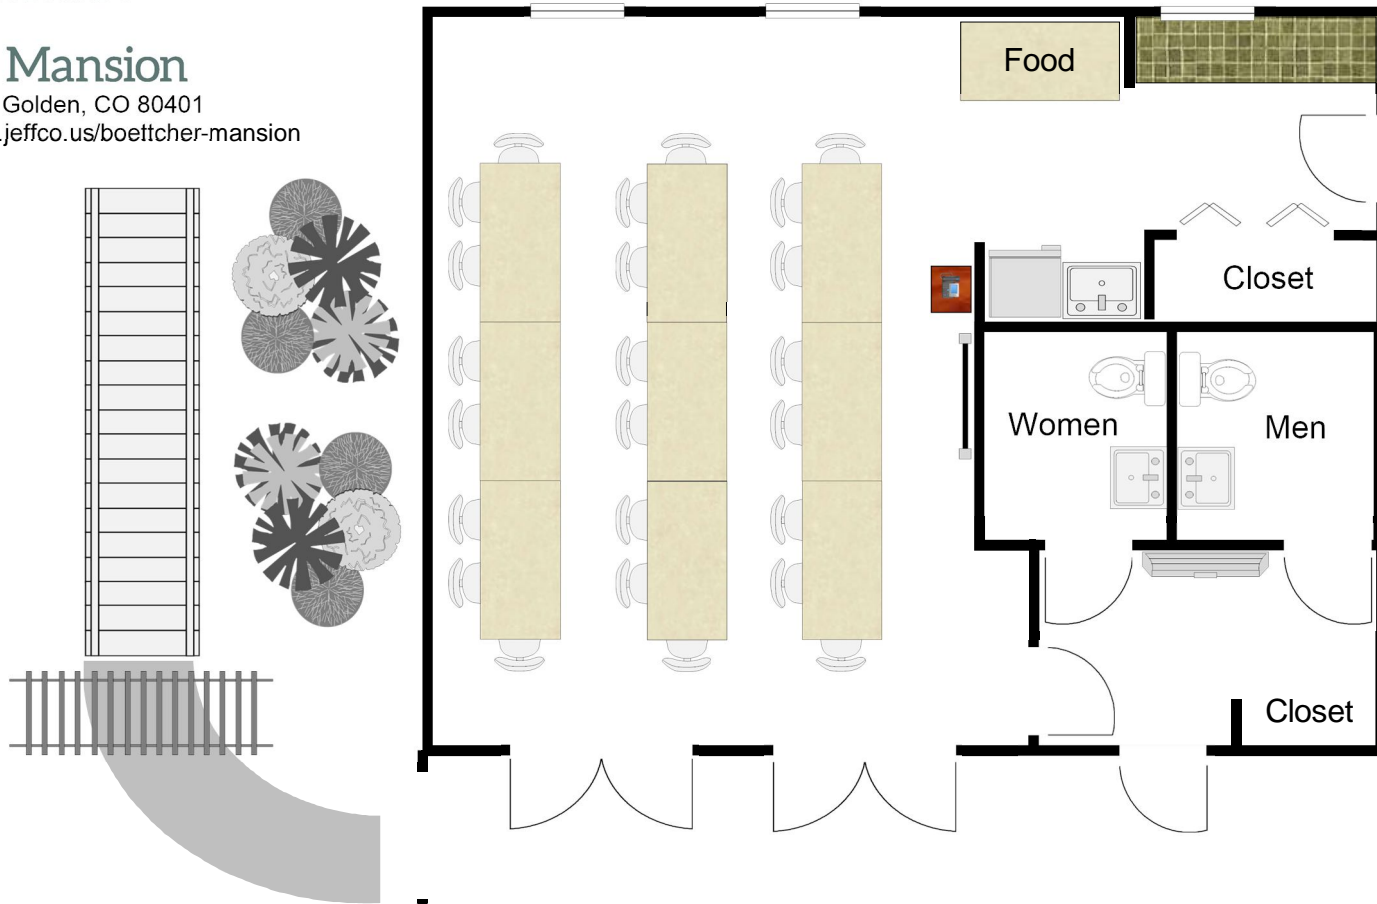 Mansion
Golden, CO 80401
.jeffco.us/boettcher-mansion
Food
Closet
Women
Men
Closet